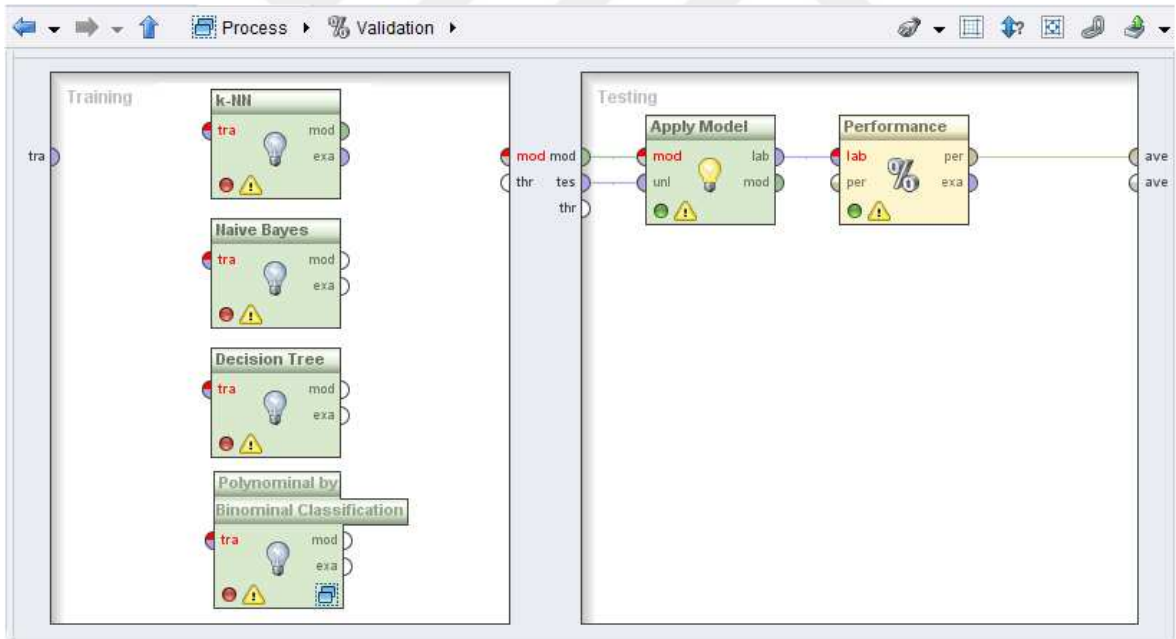 Process Validation
Training
tra
k-NN
tra mod
exa
Naive Bayes
tra mod
exa
Decision Tree
tra mod
exa
Polynominal by
Binominal Classification
tra mod
exa
mod mod
thr tes
thr
Testing
Apply Model
mod lab
unl mod
Performance
lab per
per exa
ave
ave